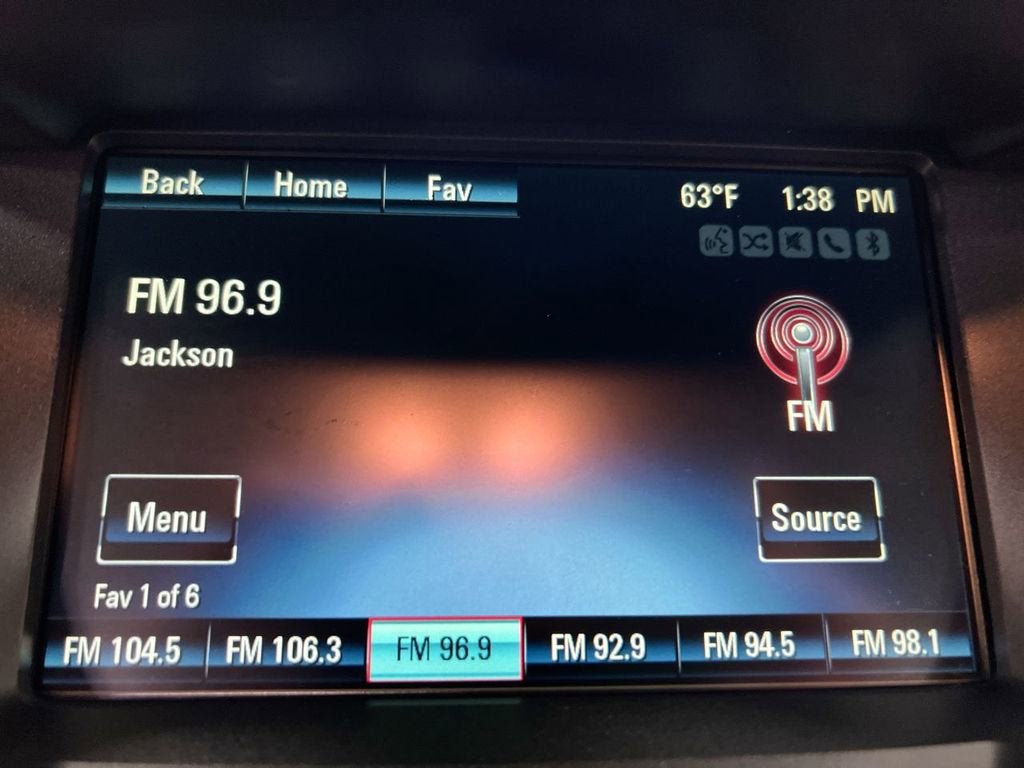 Back Home Fav 63°F 1:38 PM
FM 96.9
Jackson
FM
Menu Source
Fav 1 of 6
FM 104.5 FM 106.3 FM 96.9 FM 92.9 FM 94.5 FM 98.1